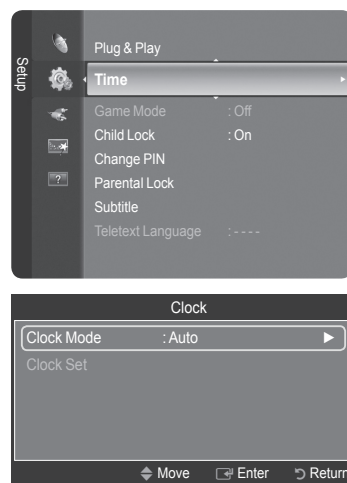 Setup
Plug & Play
Time
Game Mode : Off
Child Lock : On
Change PIN
Parental Lock
Subtitle
Teletext Language : - - - -
Clock
Clock Mode : Auto
Clock Set
Move Enter Return